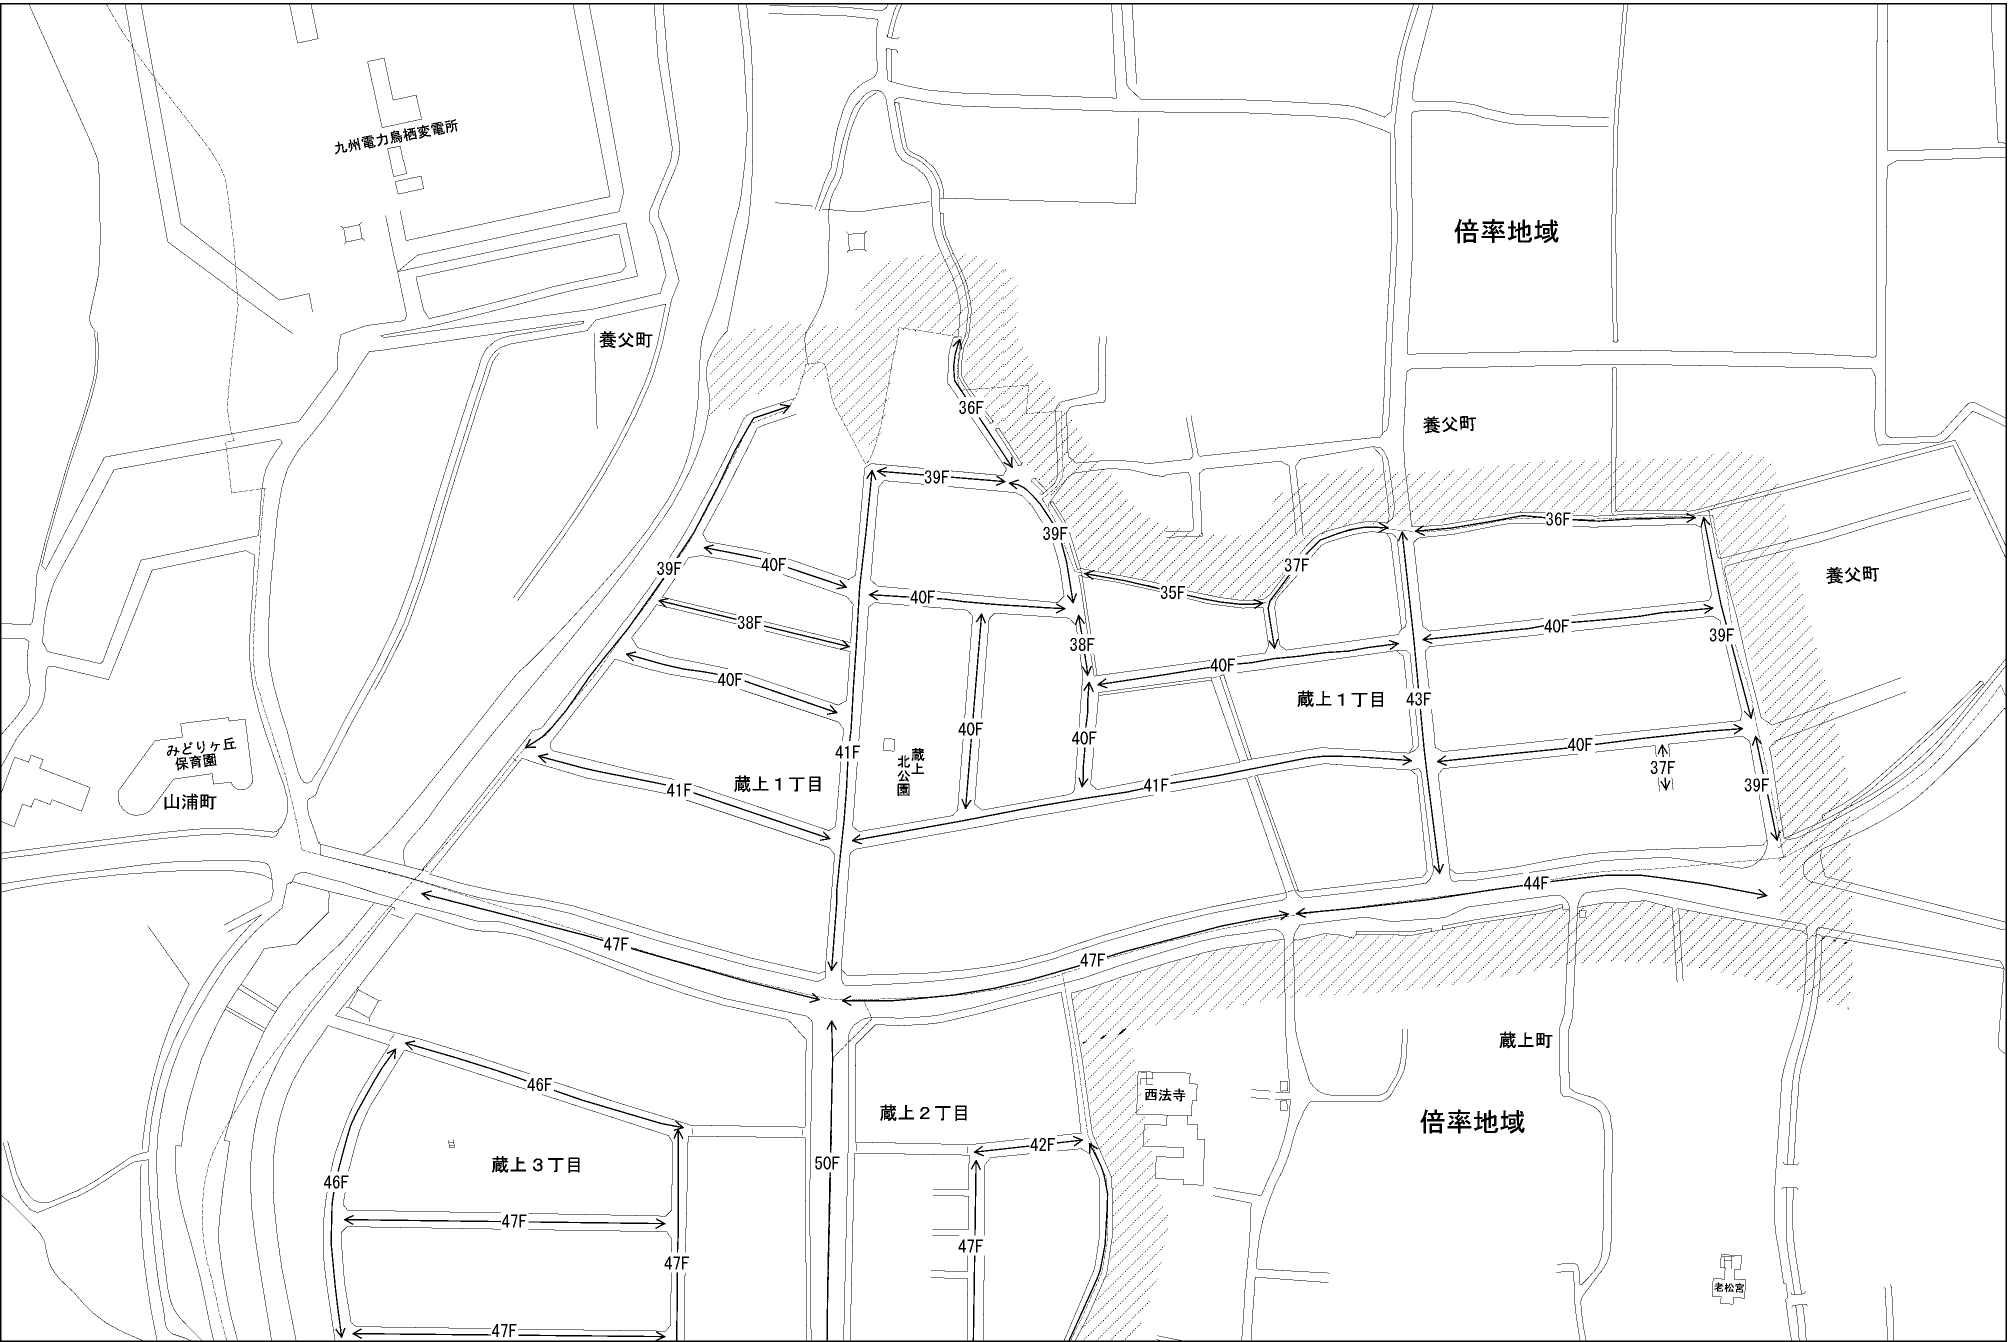 九州電力鳥栖変電所
倍率地域
養父町
養父町
36F
39F
36F
39F
37F
40F
39F
養父町
35F
40F
38F
40F
39F
38F
40F
40F
蔵上１丁目
43F
40F
40F
みどりヶ丘
保育園
山浦町
41F
蔵上
北公園
40F
37F
蔵上１丁目
41F
41F
39F
44F
47F
47F
蔵上町
46F
西法寺
蔵上２丁目
倍率地域
42F
蔵上３丁目
50F
46F
47F
47F
47F
老松宮
47F